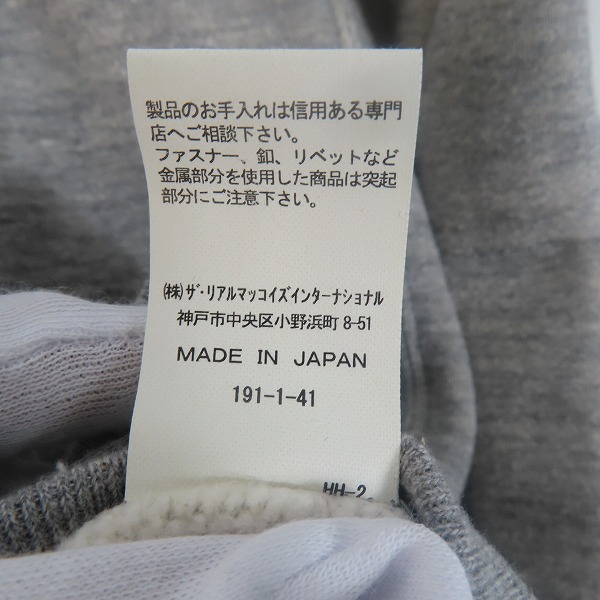 製品のお手入れは信用ある専門
店へご相談下さい。
ファスナー、釦、リベットなど
金属部分を使用した商品は突起
部分にご注意下さい。
㈱ｻﾞ･ﾘｱﾙﾏｯｺｲｽﾞｲﾝﾀｰﾅｼｮﾅﾙ
神戸市中央区小野浜町 8-51
MADE IN JAPAN
191-1-41
HH-2